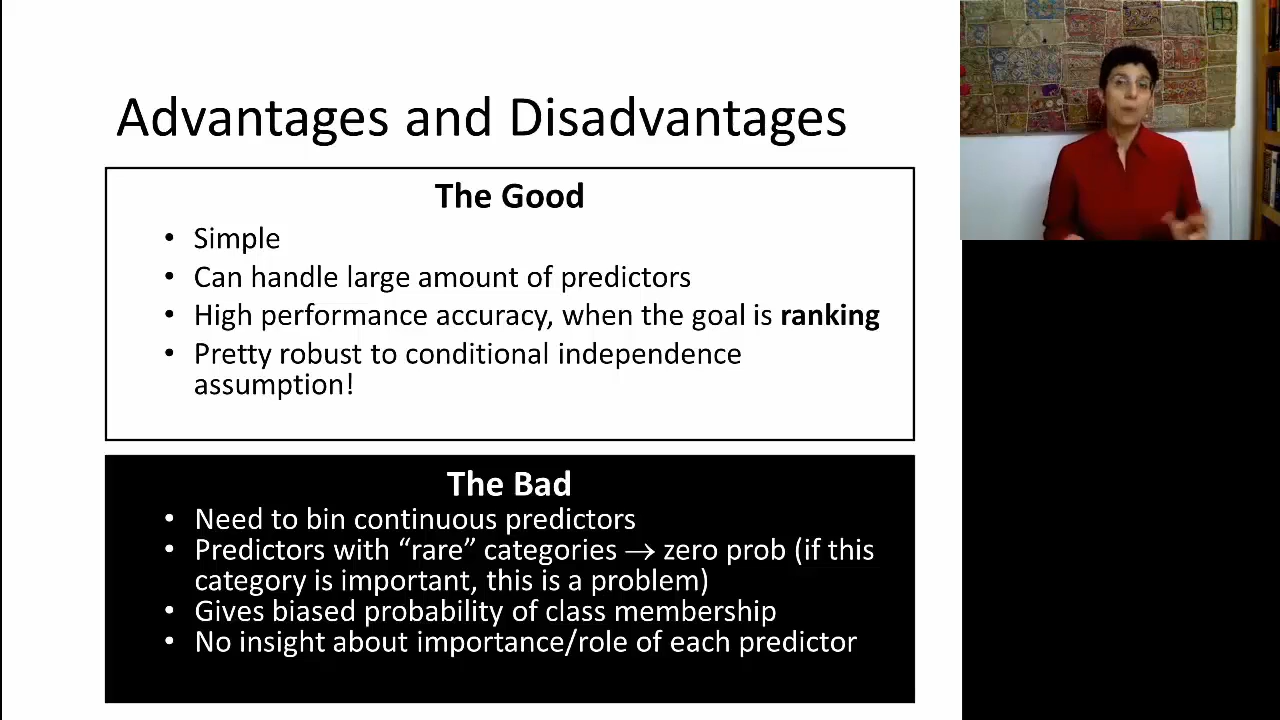 Advantages and Disadvantages
The Good
• Simple
• Can handle large amount of predictors
• High performance accuracy, when the goal is ranking
• Pretty robust to conditional independence
assumption!
The Bad
• Need to bin continuous predictors
• Predictors with “rare” categories → zero prob (if this
category is important, this is a problem)
• Gives biased probability of class membership
• No insight about importance/role of each predictor